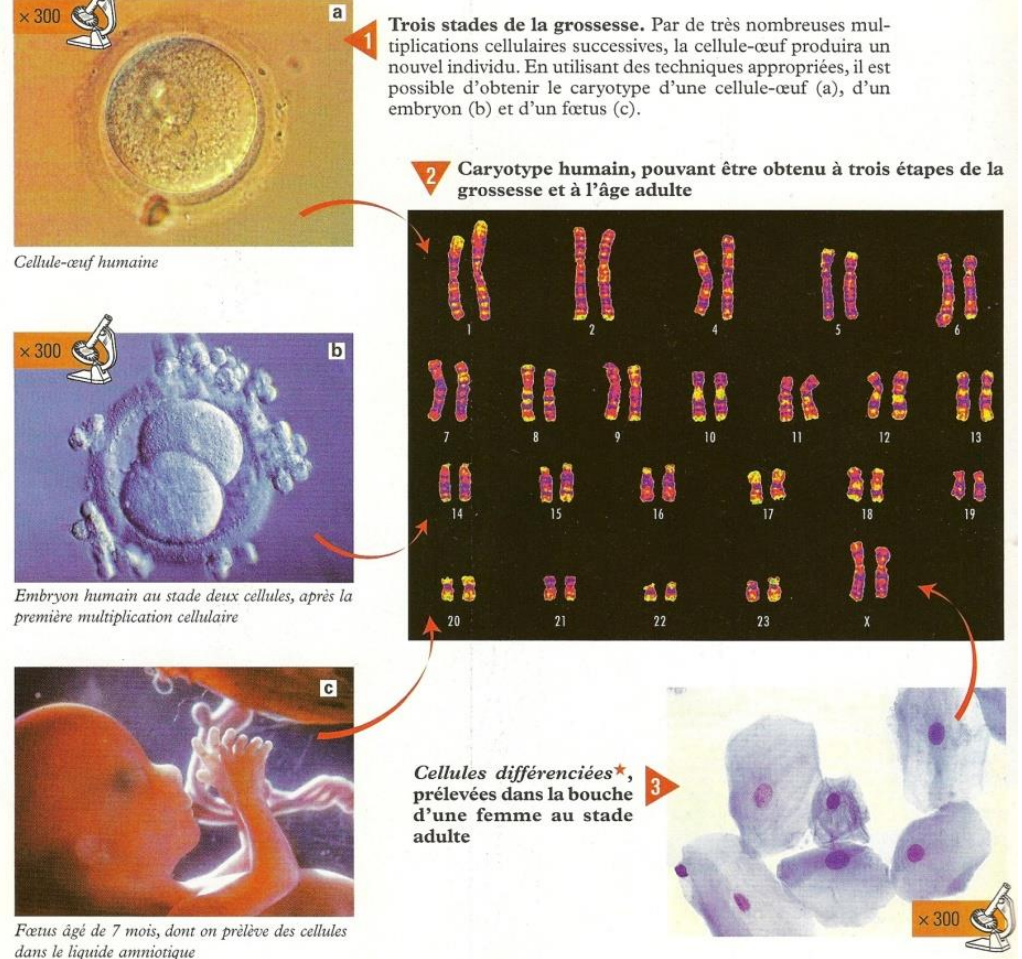 × 300
a
1
Trois stades de la grossesse. Par de très nombreuses mul-
tiplications cellulaires successives, la cellule-œuf produira un
nouvel individu. En utilisant des techniques appropriées, il est
possible d'obtenir le caryotype d'une cellule-œuf (a), d'un
embryon (b) et d'un fœtus (c).
2
Caryotype humain, pouvant être obtenu à trois étapes de la
grossesse et à l'âge adulte
Cellule-œuf humaine
1 2 4 5 6
× 300
b
7 8 9 10 11 12 13
14 15 16 17 18 19
20 21 22 23 X
Embryon humain au stade deux cellules, après la
première multiplication cellulaire
c
Cellules différenciées★,
prélevées dans la bouche
d'une femme au stade
adulte
3
× 300
Fœtus âgé de 7 mois, dont on prèlève des cellules
dans le liquide amniotique